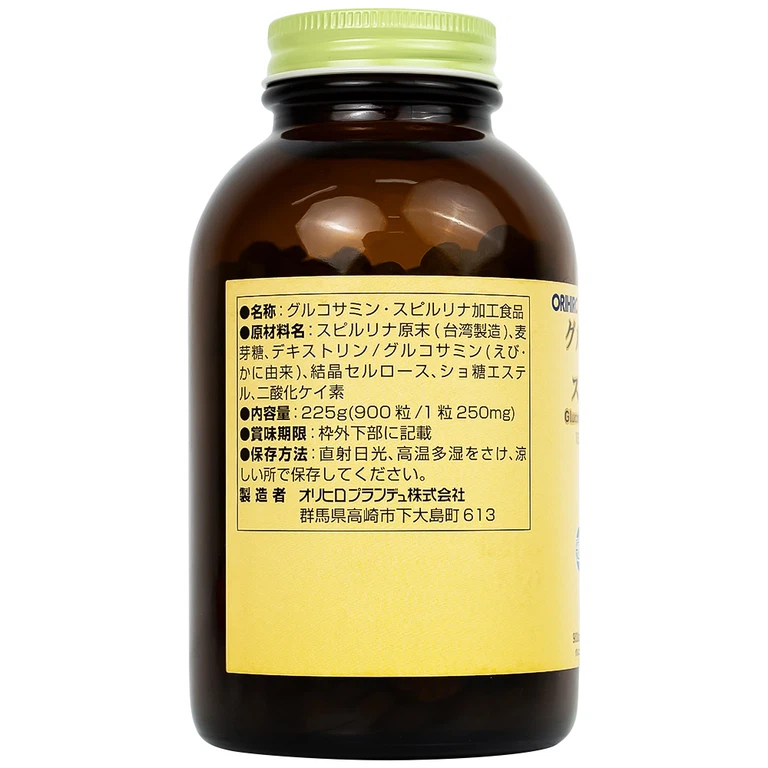 ●名称：グルコサミン・スピルリナ加工食品
●原材料名：スピルリナ原末(台湾製造)、麦
芽糖、デキストリン/グルコサミン(えび・
かに由来)、結晶セルロース、ショ糖エステ
ル、二酸化ケイ素
●内容量：225g(900粒/1粒250mg)
●賞味期限：枠外下部に記載
●保存方法：直射日光、高温多湿をさけ、涼
しい所で保存してください。
製造者 オリヒロプランデュ株式会社
群馬県高崎市下大島町613
ORIHIRO